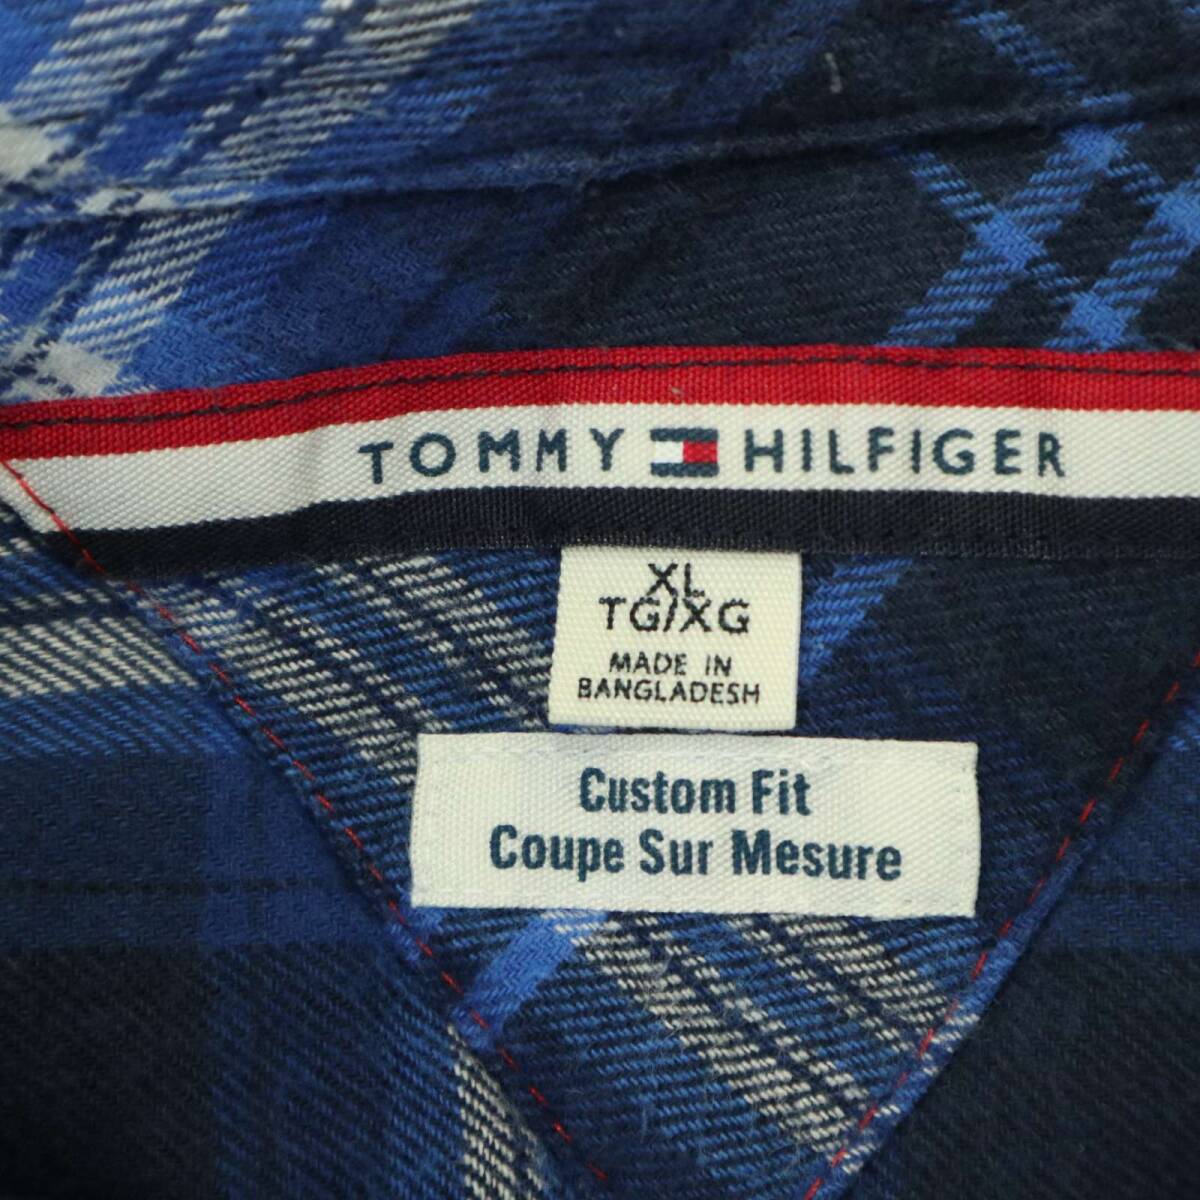 TOMMY HILFIGER
XL
TG/XG
MADE IN
BANGLADESH
Custom Fit
Coupe Sur Mesure